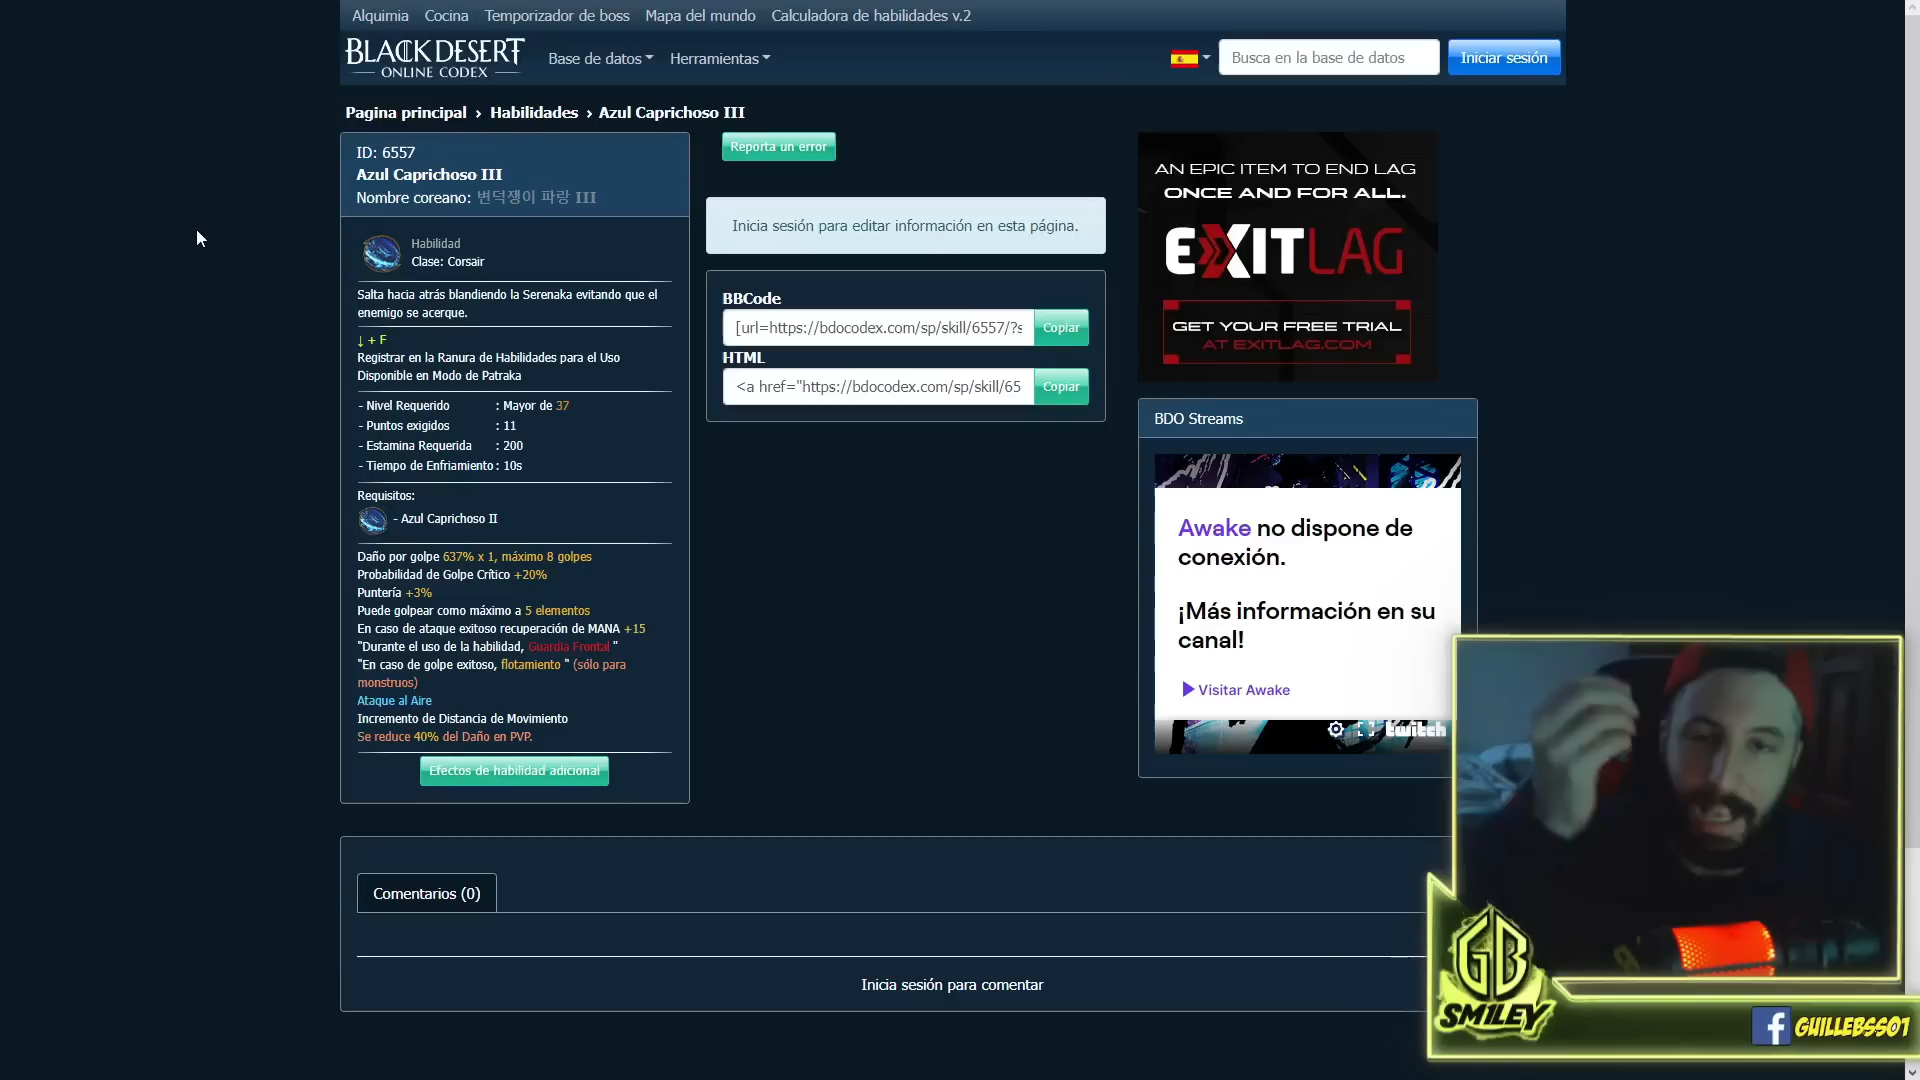 Alquimia Cocina Temporizador de boss Mapa del mundo Calculadora de habilidades v.2
BLACK DESERT
ONLINE CODEX
Base de datos Herramientas
Busca en la base de datos
Iniciar sesión
Pagina principal › Habilidades › Azul Caprichoso III
ID: 6557
Azul Caprichoso III
Nombre coreano: 변덕쟁이 파랑 III
Habilidad
Clase: Corsair
Salta hacia atrás blandiendo la Serenaka evitando que el
enemigo se acerque.
↓ + F
Registrar en la Ranura de Habilidades para el Uso
Disponible en Modo de Patraka
- Nivel Requerido : Mayor de 37
- Puntos exigidos : 11
- Estamina Requerida : 200
- Tiempo de Enfriamiento : 10s
Requisitos:
- Azul Caprichoso II
Daño por golpe 637% x 1, máximo 8 golpes
Probabilidad de Golpe Crítico +20%
Puntería +3%
Puede golpear como máximo a 5 elementos
En caso de ataque exitoso recuperación de MANA +15
"Durante el uso de la habilidad, Guardia Frontal "
"En caso de golpe exitoso, flotamiento " (sólo para
monstruos)
Ataque al Aire
Incremento de Distancia de Movimiento
Se reduce 40% del Daño en PVP.
Efectos de habilidad adicional
Reporta un error
Inicia sesión para editar información en esta página.
BBCode
[url=https://bdocodex.com/sp/skill/6557/?s
Copiar
HTML
<a href="https://bdocodex.com/sp/skill/65
Copiar
AN EPIC ITEM TO END LAG
ONCE AND FOR ALL.
EXITLAG
GET YOUR FREE TRIAL
AT EXITLAG.COM
BDO Streams
Awake no dispone de
conexión.
¡Más información en su
canal!
Visitar Awake
twitch
Comentarios (0)
Inicia sesión para comentar
GB
SM1LEY
GUILLEBSS01